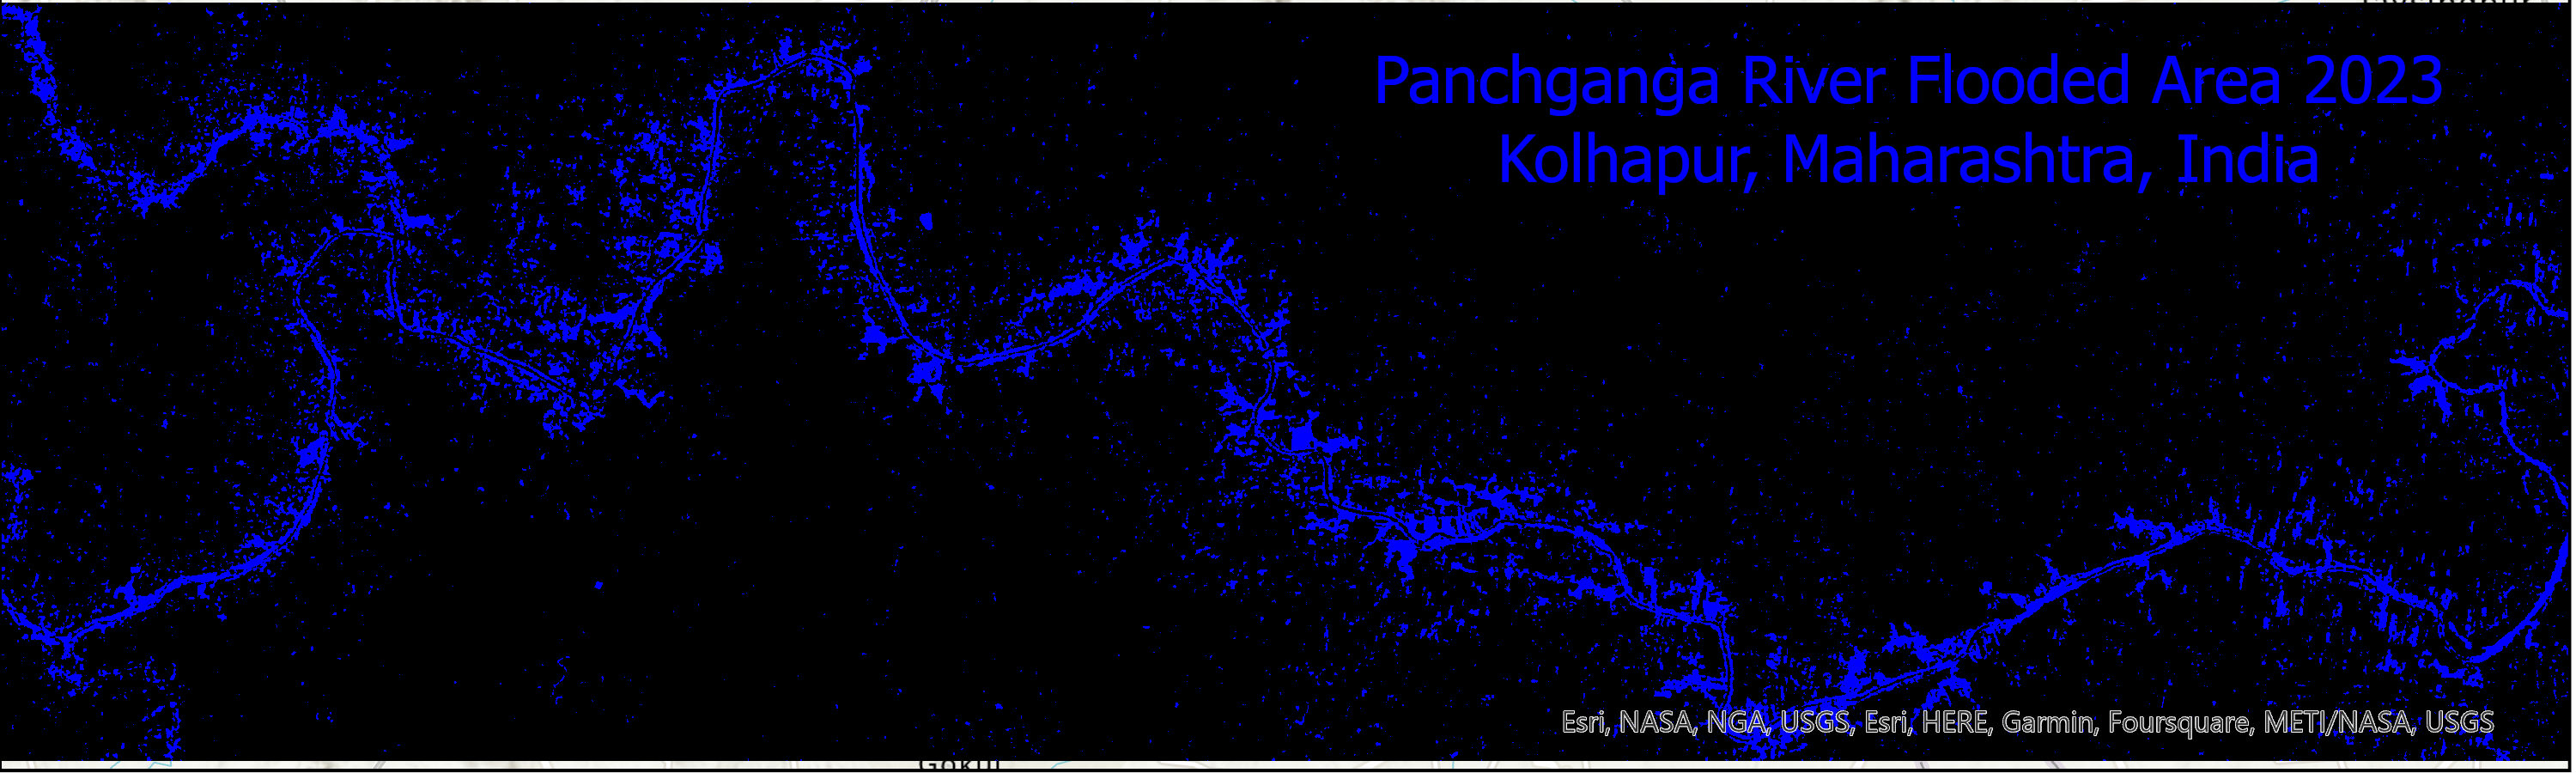 Panchganga River Flooded Area 2023
Kolhapur, Maharashtra, India
Esri, NASA, NGA, USGS, Esri, HERE, Garmin, Foursquare, METI/NASA, USGS